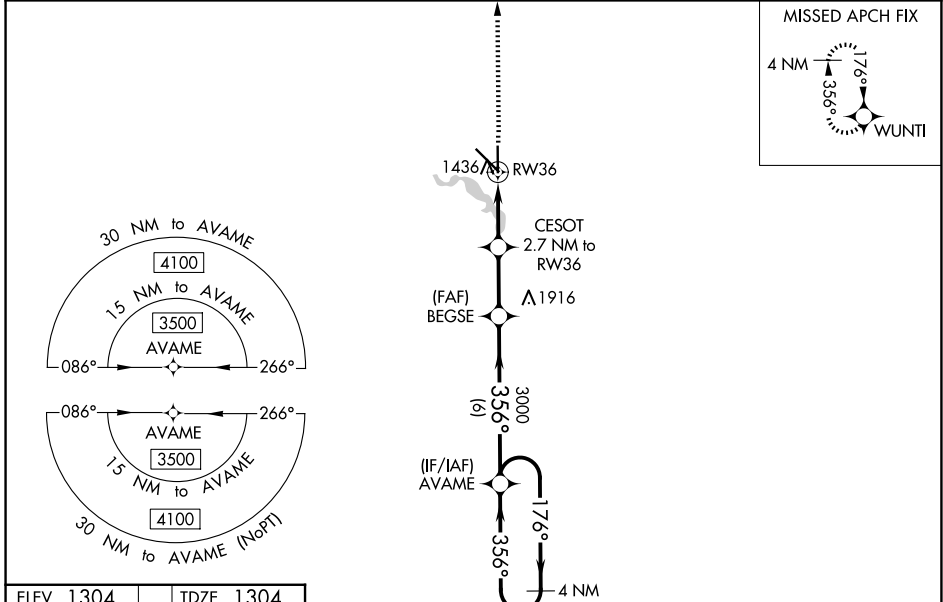 MISSED APCH FIX
4 NM
176°
356°
WUNTI
1436
RW36
CESOT
2.7 NM to
RW36
(FAF)
BEGSE
1916
3000
356°
(6)
(IF/IAF)
AVAME
176°
356°
4 NM
30 NM to AVAME
4100
15 NM to AVAME
3500
AVAME
086°
266°
086°
266°
AVAME
3500
15 NM to AVAME
4100
30 NM to AVAME (NoPT)
ELEV 1304
TDZE 1304